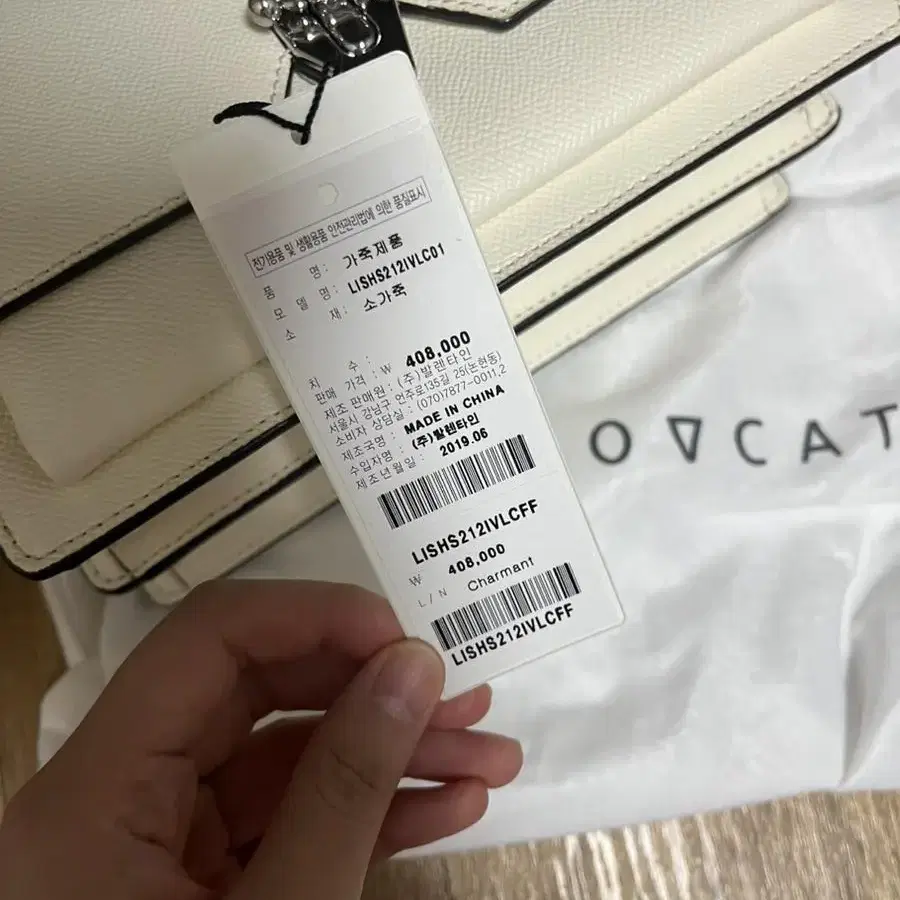 전기용품 및 생활용품 안전관리법에 의한 품질표시
품 명 : 가죽제품
모 델 명 : LISHS212IVLC01
소 재 : 소가죽
치 수 :
판매 가격 : ₩ 408,000
제조 판매원 : (주)발렌타인
서울시 강남구 언주로135길 25(논현동)
소비자 상담실 : (070)7877-0011,2
제조국명 : MADE IN CHINA
수입자명 : (주)발렌타인
제조년월일 : 2019.06
LISHS212IVLCFF
₩ 408,000
L / N Charmant
LISHS212IVLCFF
O∇CAT